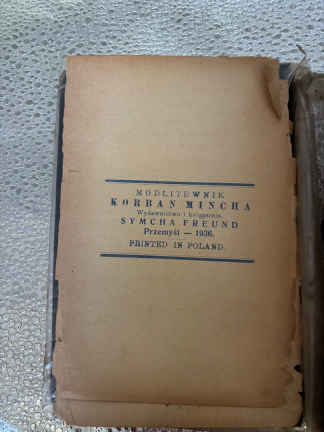 MODLITEWNIK
KORBAN MINCHA
Wydawnictwo i księgarnia
SYMCHA FREUND
Przemyśl — 1936.
PRINTED IN POLAND.